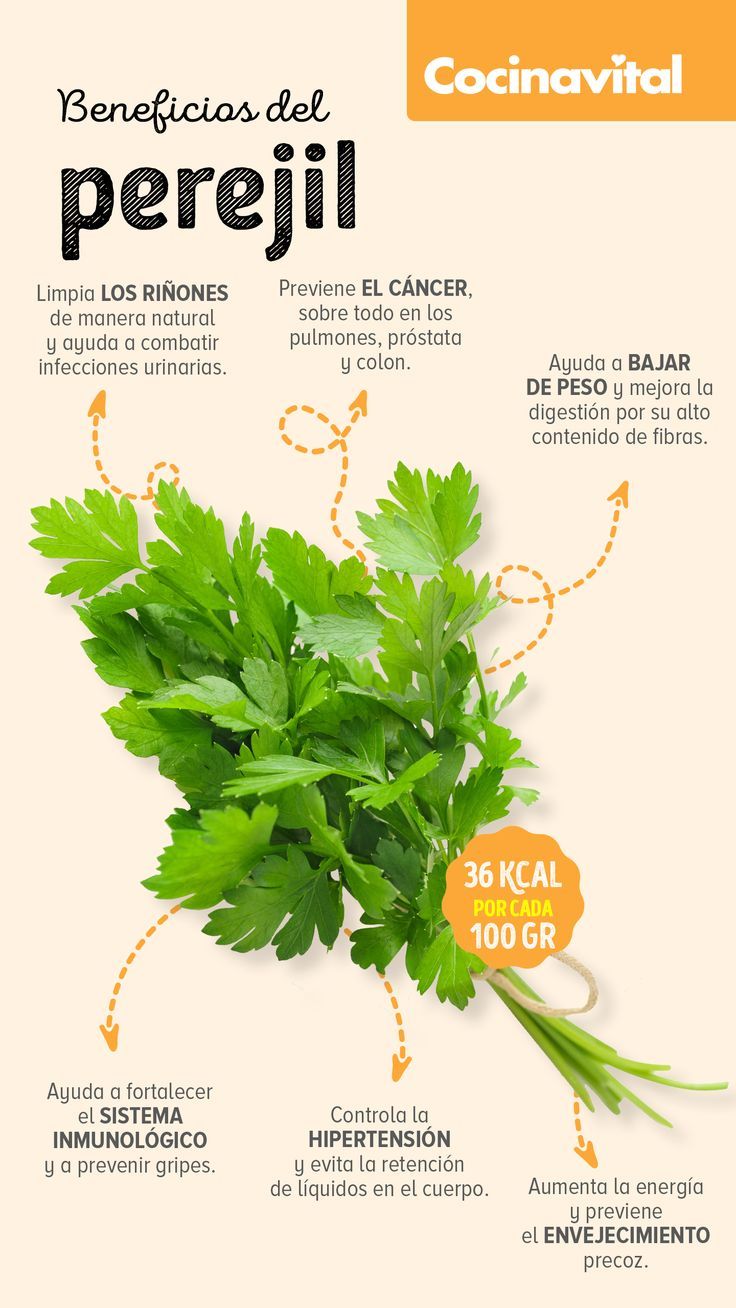 Cocinavital
Beneficios del
perejil
Limpia LOS RIÑONES
de manera natural
y ayuda a combatir
infecciones urinarias.
Previene EL CÁNCER,
sobre todo en los
pulmones, próstata
y colon.
Ayuda a BAJAR
DE PESO y mejora la
digestión por su alto
contenido de fibras.
36 KCAL
POR CADA
100 GR
Ayuda a fortalecer
el SISTEMA
INMUNOLÓGICO
y a prevenir gripes.
Controla la
HIPERTENSIÓN
y evita la retención
de líquidos en el cuerpo.
Aumenta la energía
y previene
el ENVEJECIMIENTO
precoz.